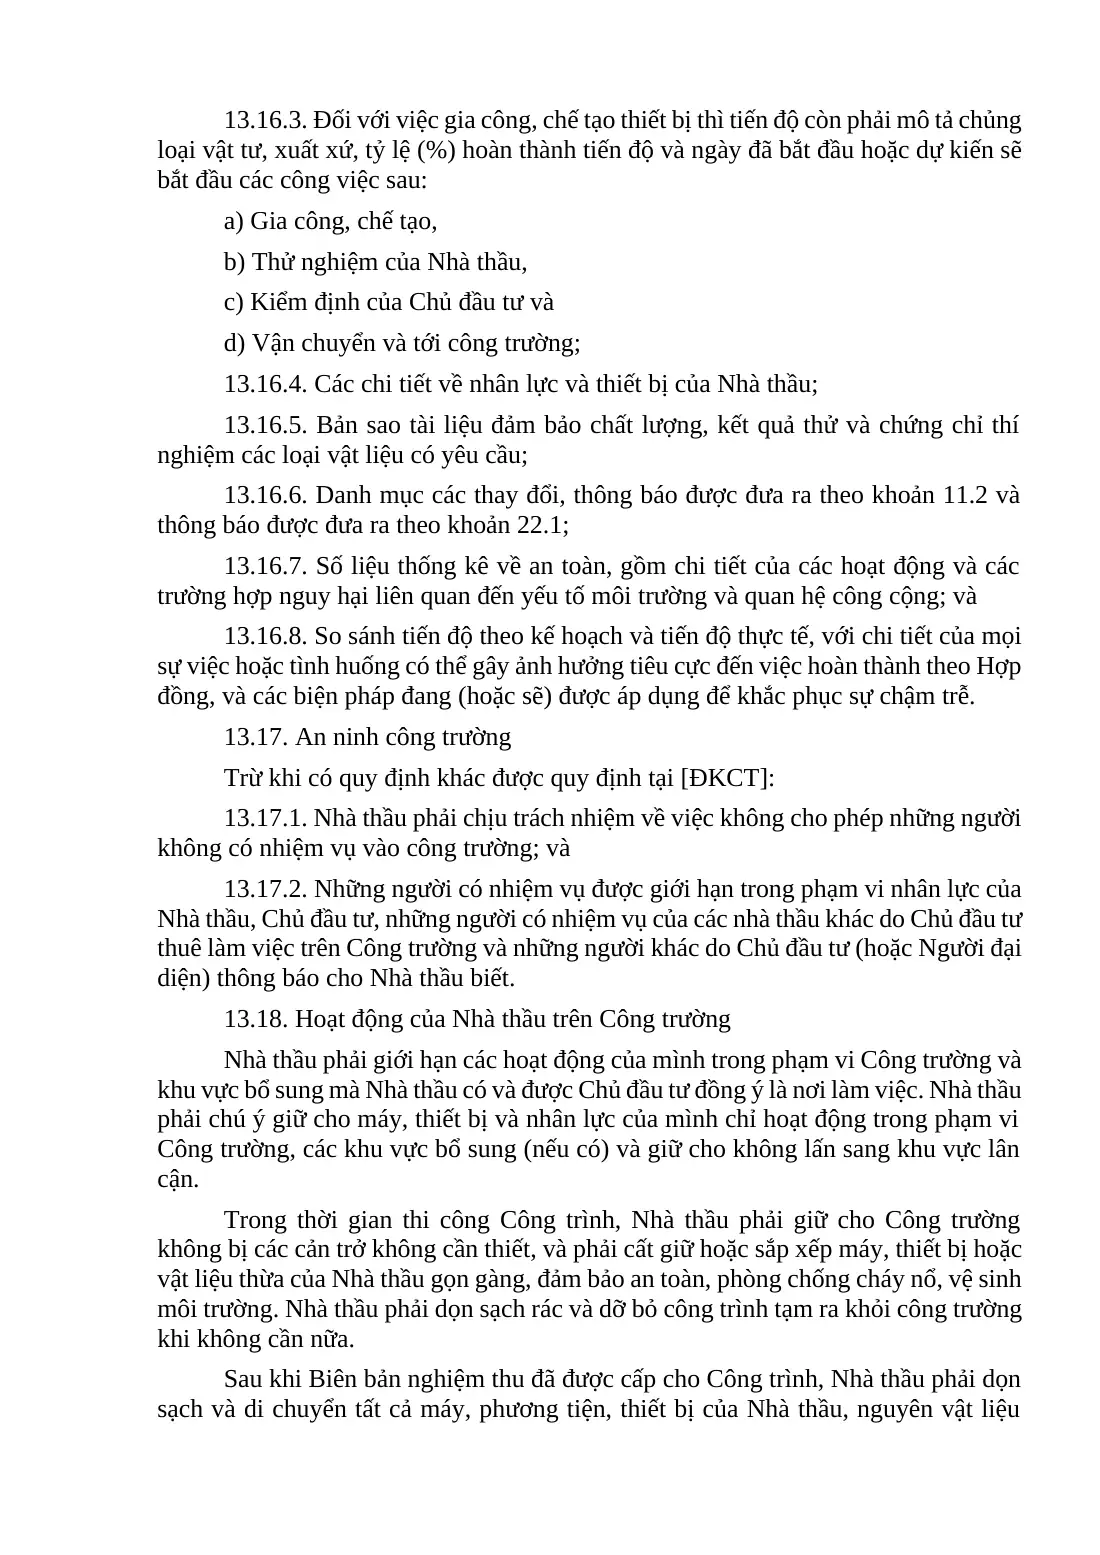 13.16.3. Đối với việc gia công, chế tạo thiết bị thì tiến độ còn phải mô tả chủng
loại vật tư, xuất xứ, tỷ lệ (%) hoàn thành tiến độ và ngày đã bắt đầu hoặc dự kiến sẽ
bắt đầu các công việc sau:
a) Gia công, chế tạo,
b) Thử nghiệm của Nhà thầu,
c) Kiểm định của Chủ đầu tư và
d) Vận chuyển và tới công trường;
13.16.4. Các chi tiết về nhân lực và thiết bị của Nhà thầu;
13.16.5. Bản sao tài liệu đảm bảo chất lượng, kết quả thử và chứng chỉ thí
nghiệm các loại vật liệu có yêu cầu;
13.16.6. Danh mục các thay đổi, thông báo được đưa ra theo khoản 11.2 và
thông báo được đưa ra theo khoản 22.1;
13.16.7. Số liệu thống kê về an toàn, gồm chi tiết của các hoạt động và các
trường hợp nguy hại liên quan đến yếu tố môi trường và quan hệ công cộng; và
13.16.8. So sánh tiến độ theo kế hoạch và tiến độ thực tế, với chi tiết của mọi
sự việc hoặc tình huống có thể gây ảnh hưởng tiêu cực đến việc hoàn thành theo Hợp
đồng, và các biện pháp đang (hoặc sẽ) được áp dụng để khắc phục sự chậm trễ.
13.17. An ninh công trường
Trừ khi có quy định khác được quy định tại [ĐKCT]:
13.17.1. Nhà thầu phải chịu trách nhiệm về việc không cho phép những người
không có nhiệm vụ vào công trường; và
13.17.2. Những người có nhiệm vụ được giới hạn trong phạm vi nhân lực của
Nhà thầu, Chủ đầu tư, những người có nhiệm vụ của các nhà thầu khác do Chủ đầu tư
thuê làm việc trên Công trường và những người khác do Chủ đầu tư (hoặc Người đại
diện) thông báo cho Nhà thầu biết.
13.18. Hoạt động của Nhà thầu trên Công trường
Nhà thầu phải giới hạn các hoạt động của mình trong phạm vi Công trường và
khu vực bổ sung mà Nhà thầu có và được Chủ đầu tư đồng ý là nơi làm việc. Nhà thầu
phải chú ý giữ cho máy, thiết bị và nhân lực của mình chỉ hoạt động trong phạm vi
Công trường, các khu vực bổ sung (nếu có) và giữ cho không lấn sang khu vực lân
cận.
Trong thời gian thi công Công trình, Nhà thầu phải giữ cho Công trường
không bị các cản trở không cần thiết, và phải cất giữ hoặc sắp xếp máy, thiết bị hoặc
vật liệu thừa của Nhà thầu gọn gàng, đảm bảo an toàn, phòng chống cháy nổ, vệ sinh
môi trường. Nhà thầu phải dọn sạch rác và dỡ bỏ công trình tạm ra khỏi công trường
khi không cần nữa.
Sau khi Biên bản nghiệm thu đã được cấp cho Công trình, Nhà thầu phải dọn
sạch và di chuyển tất cả máy, phương tiện, thiết bị của Nhà thầu, nguyên vật liệu